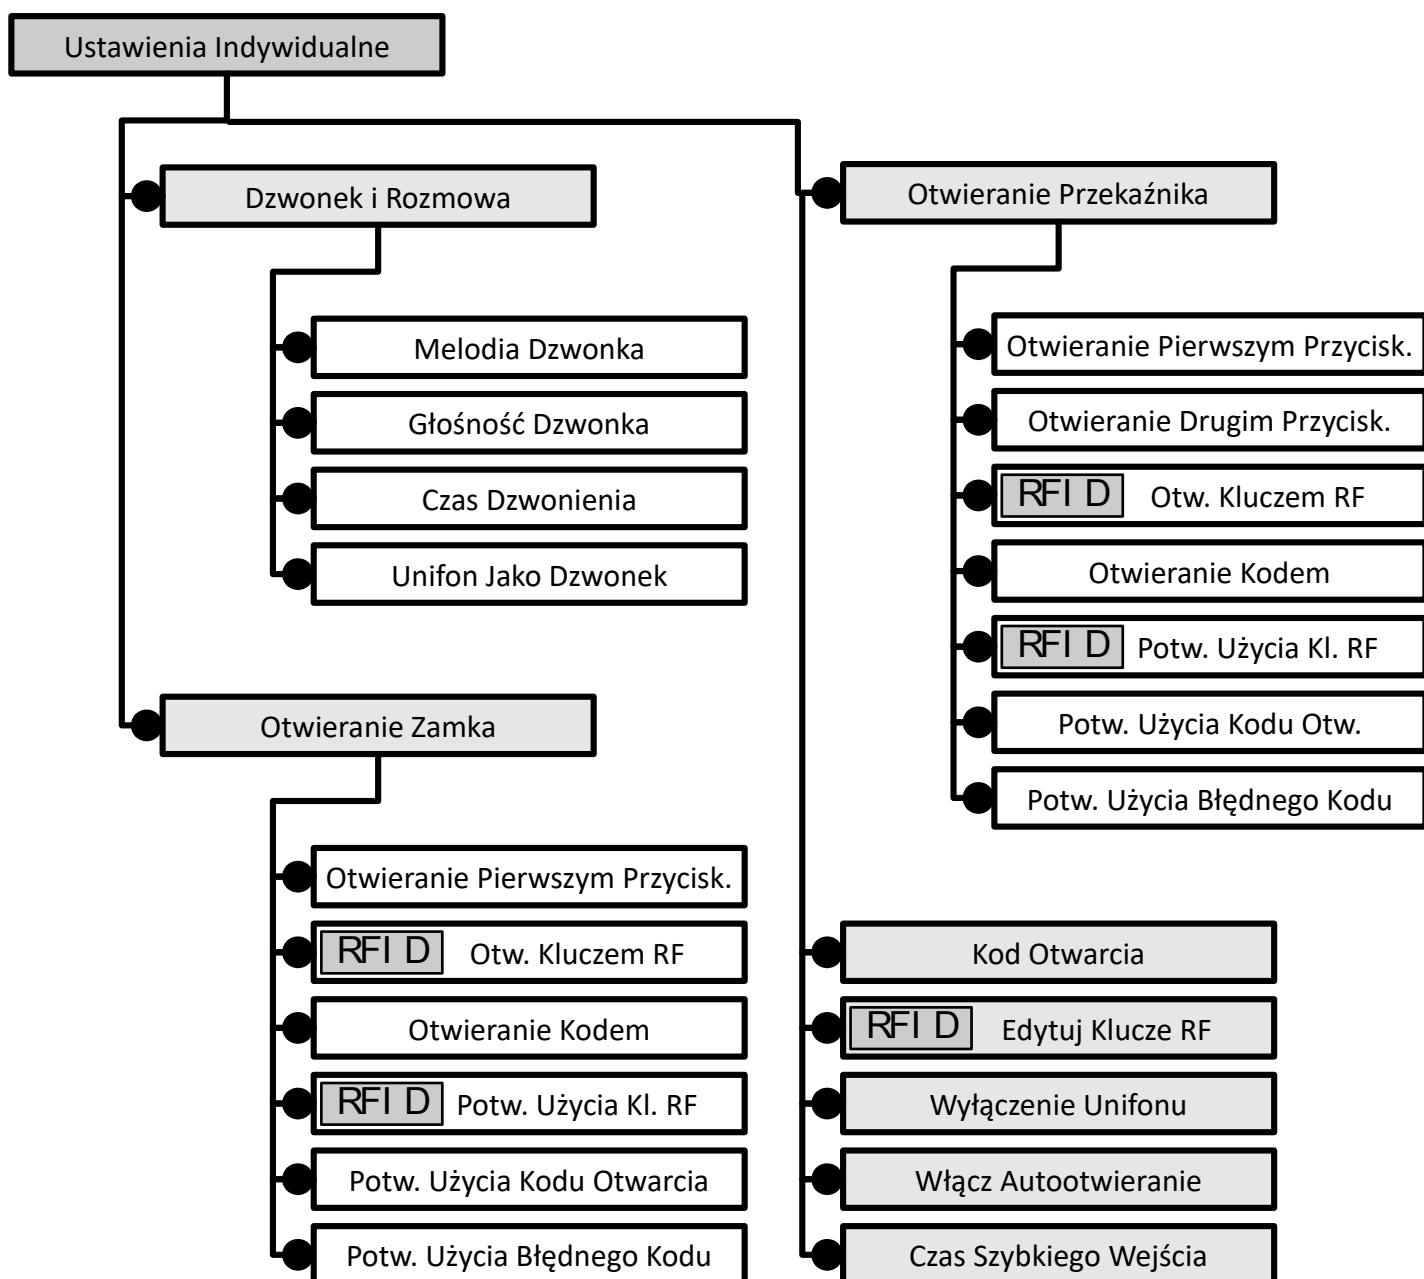 Ustawienia Indywidualne
Dzwonek i Rozmowa
Melodia Dzwonka
Głośność Dzwonka
Czas Dzwonienia
Unifon Jako Dzwonek
Otwieranie Zamka
Otwieranie Pierwszym Przycisk.
RFID Otw. Kluczem RF
Otwieranie Kodem
RFID Potw. Użycia Kl. RF
Potw. Użycia Kodu Otwarcia
Potw. Użycia Błędnego Kodu
Otwieranie Przekaźnika
Otwieranie Pierwszym Przycisk.
Otwieranie Drugim Przycisk.
RFID Otw. Kluczem RF
Otwieranie Kodem
RFID Potw. Użycia Kl. RF
Potw. Użycia Kodu Otw.
Potw. Użycia Błędnego Kodu
Kod Otwarcia
RFID Edytuj Klucze RF
Wyłączenie Unifonu
Włącz Autootwieranie
Czas Szybkiego Wejścia